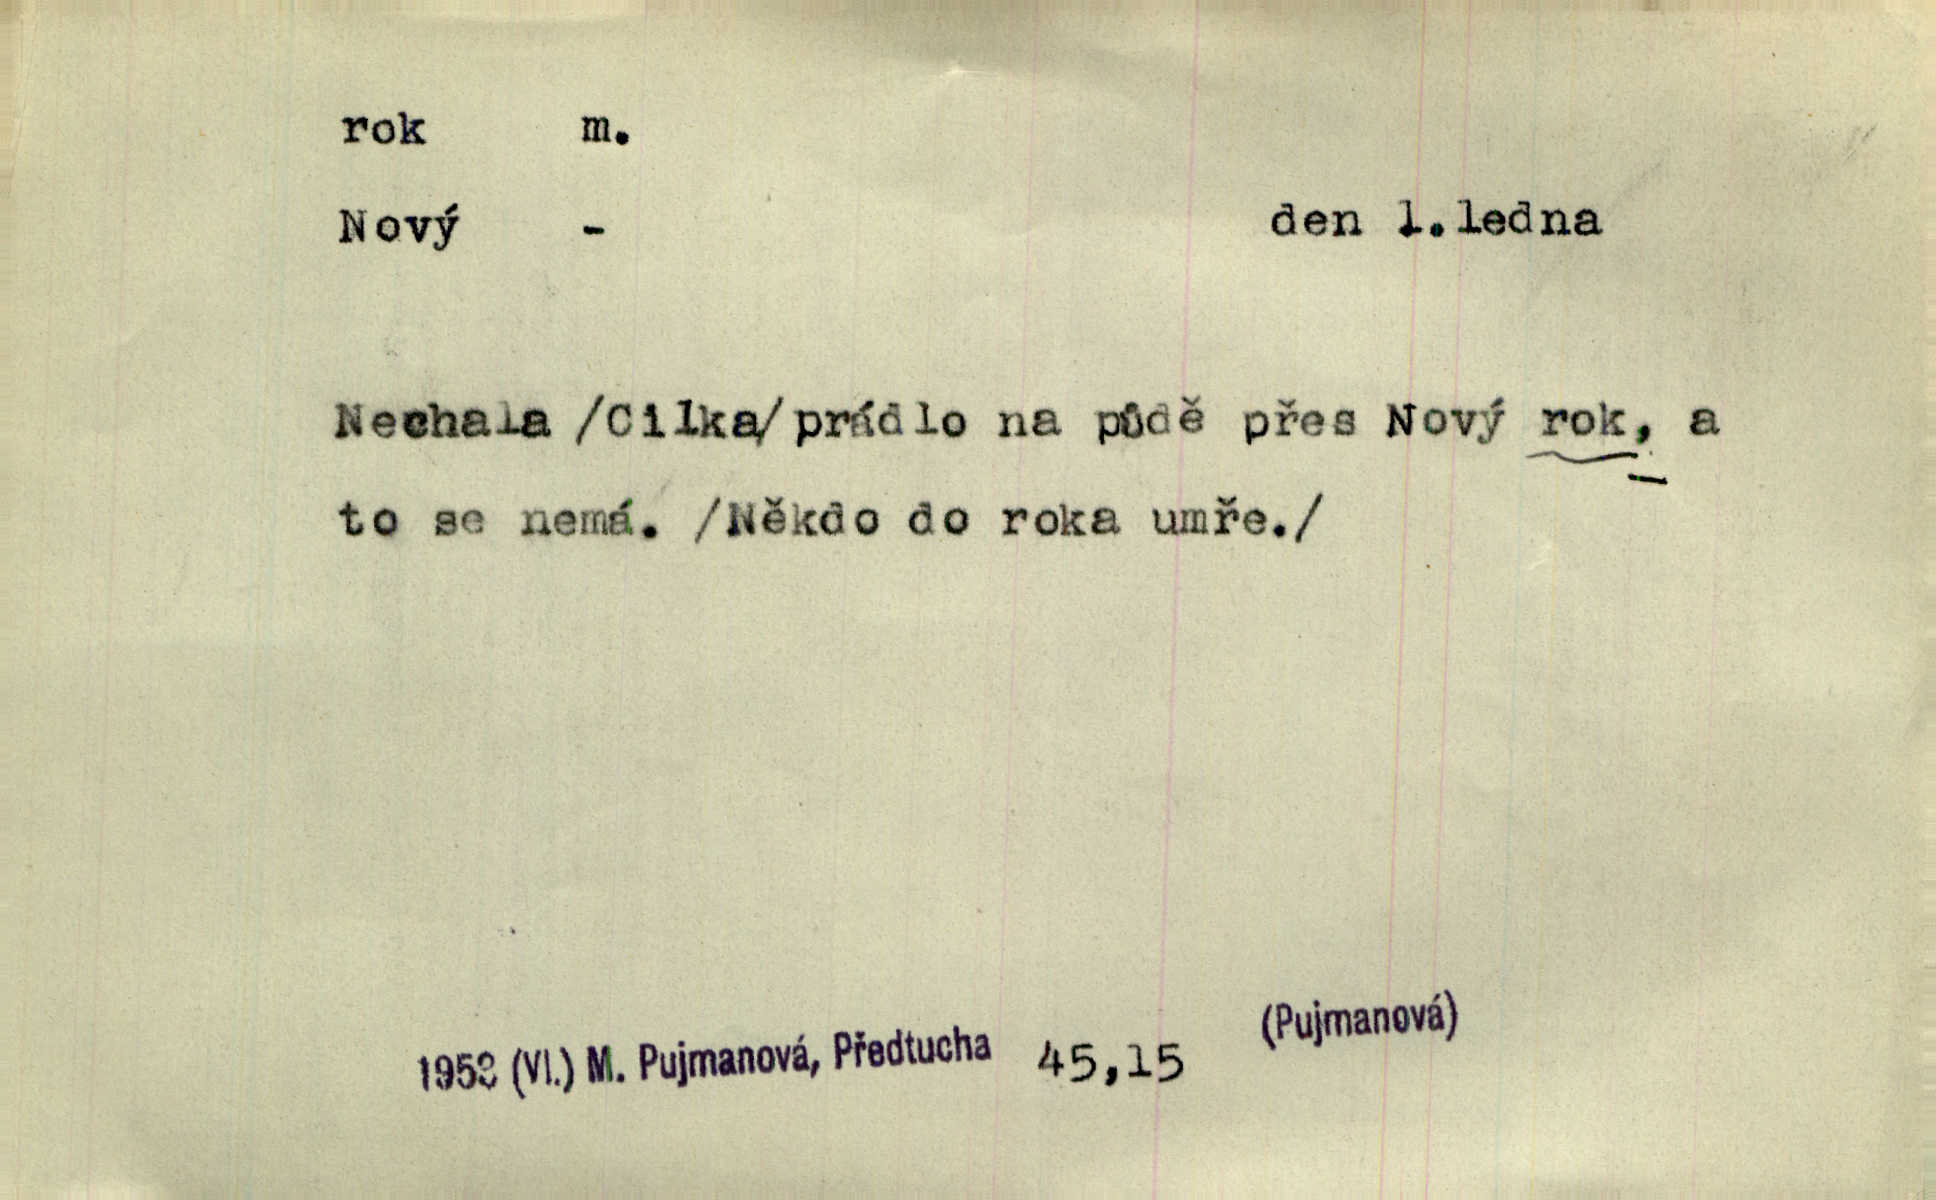 rok m.
Nový - den 1.ledna
Nechala /Cilka/ prádlo na půdě přes Nový rok, a
to se nemá. /Někdo do roka umře./
(Pujmanová)
1953 (VI.) M. Pujmanová, Předtucha 45,15